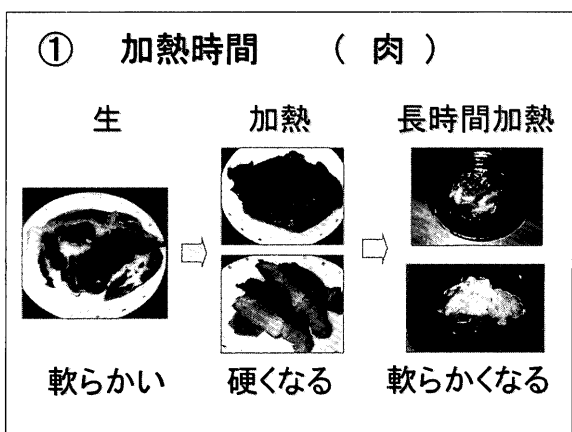 ① 加熱時間 （ 肉 ）
生 加熱 長時間加熱
軟らかい 硬くなる 軟らかくなる